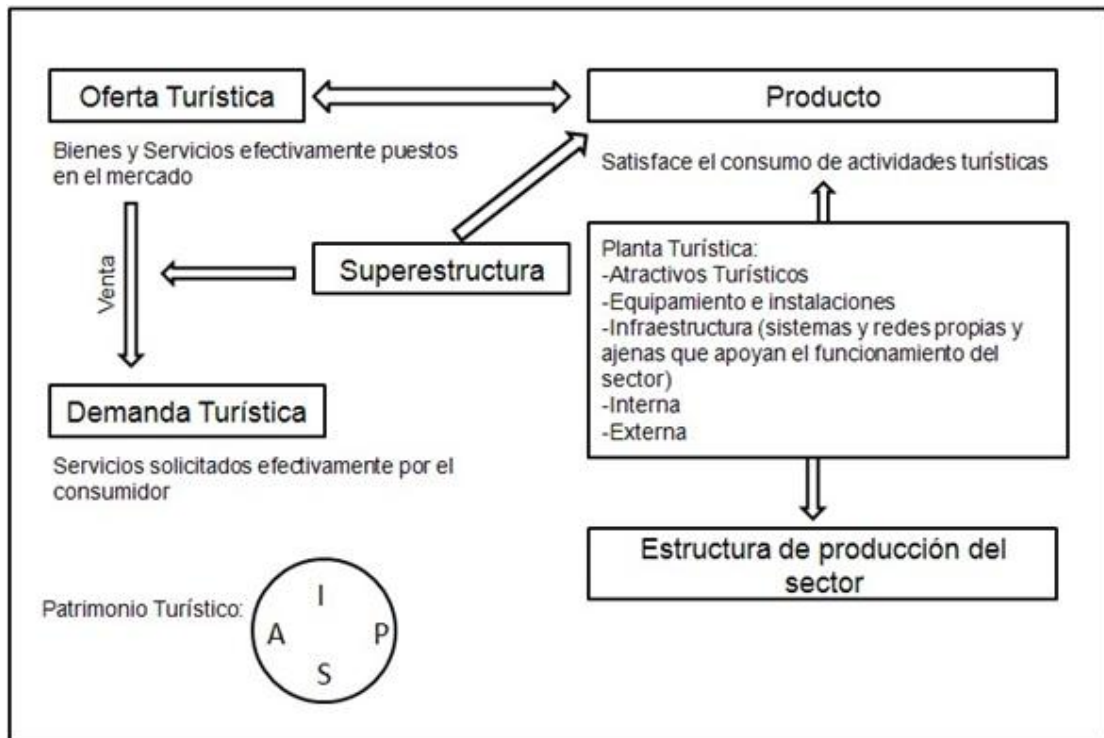 Oferta Turística
Producto
Bienes y Servicios efectivamente puestos
en el mercado
Satisface el consumo de actividades turísticas
Venta
Superestructura
Planta Turística:
-Atractivos Turísticos
-Equipamiento e instalaciones
-Infraestructura (sistemas y redes propias y
ajenas que apoyan el funcionamiento del
sector)
-Interna
-Externa
Demanda Turística
Servicios solicitados efectivamente por el
consumidor
Estructura de producción del
sector
Patrimonio Turístico:
I
A P
S